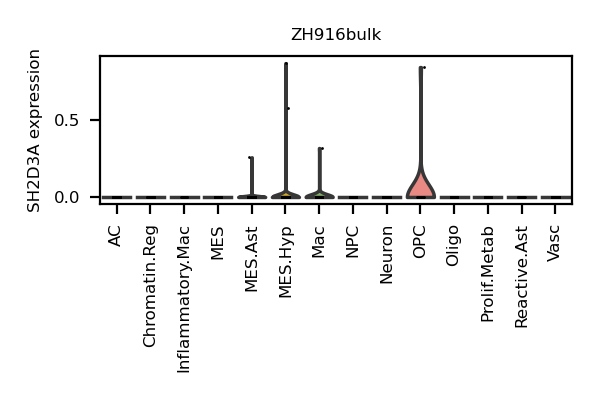 ZH916bulk
SH2D3A expression
0.5
0.0
AC
Chromatin.Reg
Inflammatory.Mac
MES
MES.Ast
MES.Hyp
Mac
NPC
Neuron
OPC
Oligo
Prolif.Metab
Reactive.Ast
Vasc